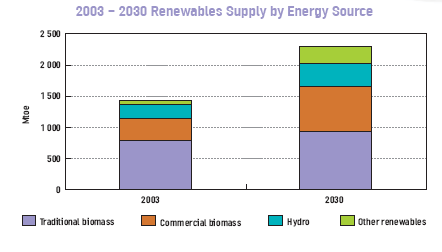 2003 – 2030 Renewables Supply by Energy Source
2 500
2 000
1 500
1 000
500
0
Mtoe
2003 2030
Traditional biomass Commercial biomass Hydro Other renewables